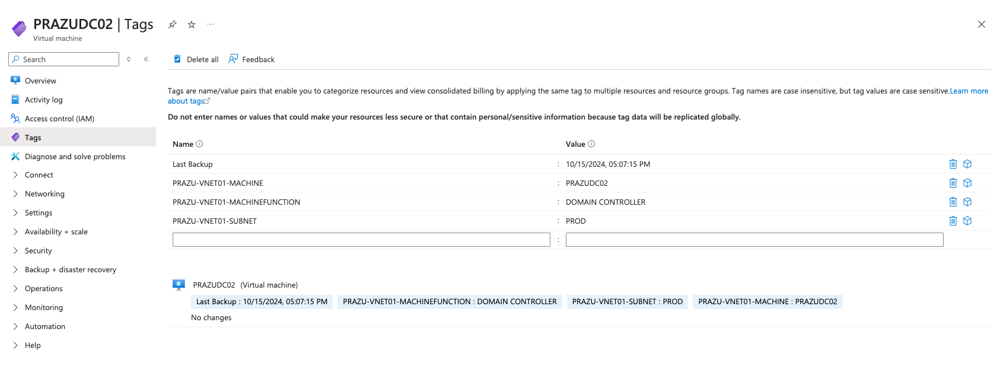 PRAZUDC02 | Tags
Virtual machine
Search
Overview
Activity log
Access control (IAM)
Tags
Diagnose and solve problems
Connect
Networking
Settings
Availability + scale
Security
Backup + disaster recovery
Operations
Monitoring
Automation
Help
Delete all Feedback
Tags are name/value pairs that enable you to categorize resources and view consolidated billing by applying the same tag to multiple resources and resource groups. Tag names are case insensitive, but tag values are case sensitive.Learn more
about tags
Do not enter names or values that could make your resources less secure or that contain personal/sensitive information because tag data will be replicated globally.
Name Value
Last Backup : 10/15/2024, 05:07:15 PM
PRAZU-VNET01-MACHINE : PRAZUDC02
PRAZU-VNET01-MACHINEFUNCTION : DOMAIN CONTROLLER
PRAZU-VNET01-SUBNET : PROD
:
PRAZUDC02 (Virtual machine)
Last Backup : 10/15/2024, 05:07:15 PM PRAZU-VNET01-MACHINEFUNCTION : DOMAIN CONTROLLER PRAZU-VNET01-SUBNET : PROD PRAZU-VNET01-MACHINE : PRAZUDC02
No changes